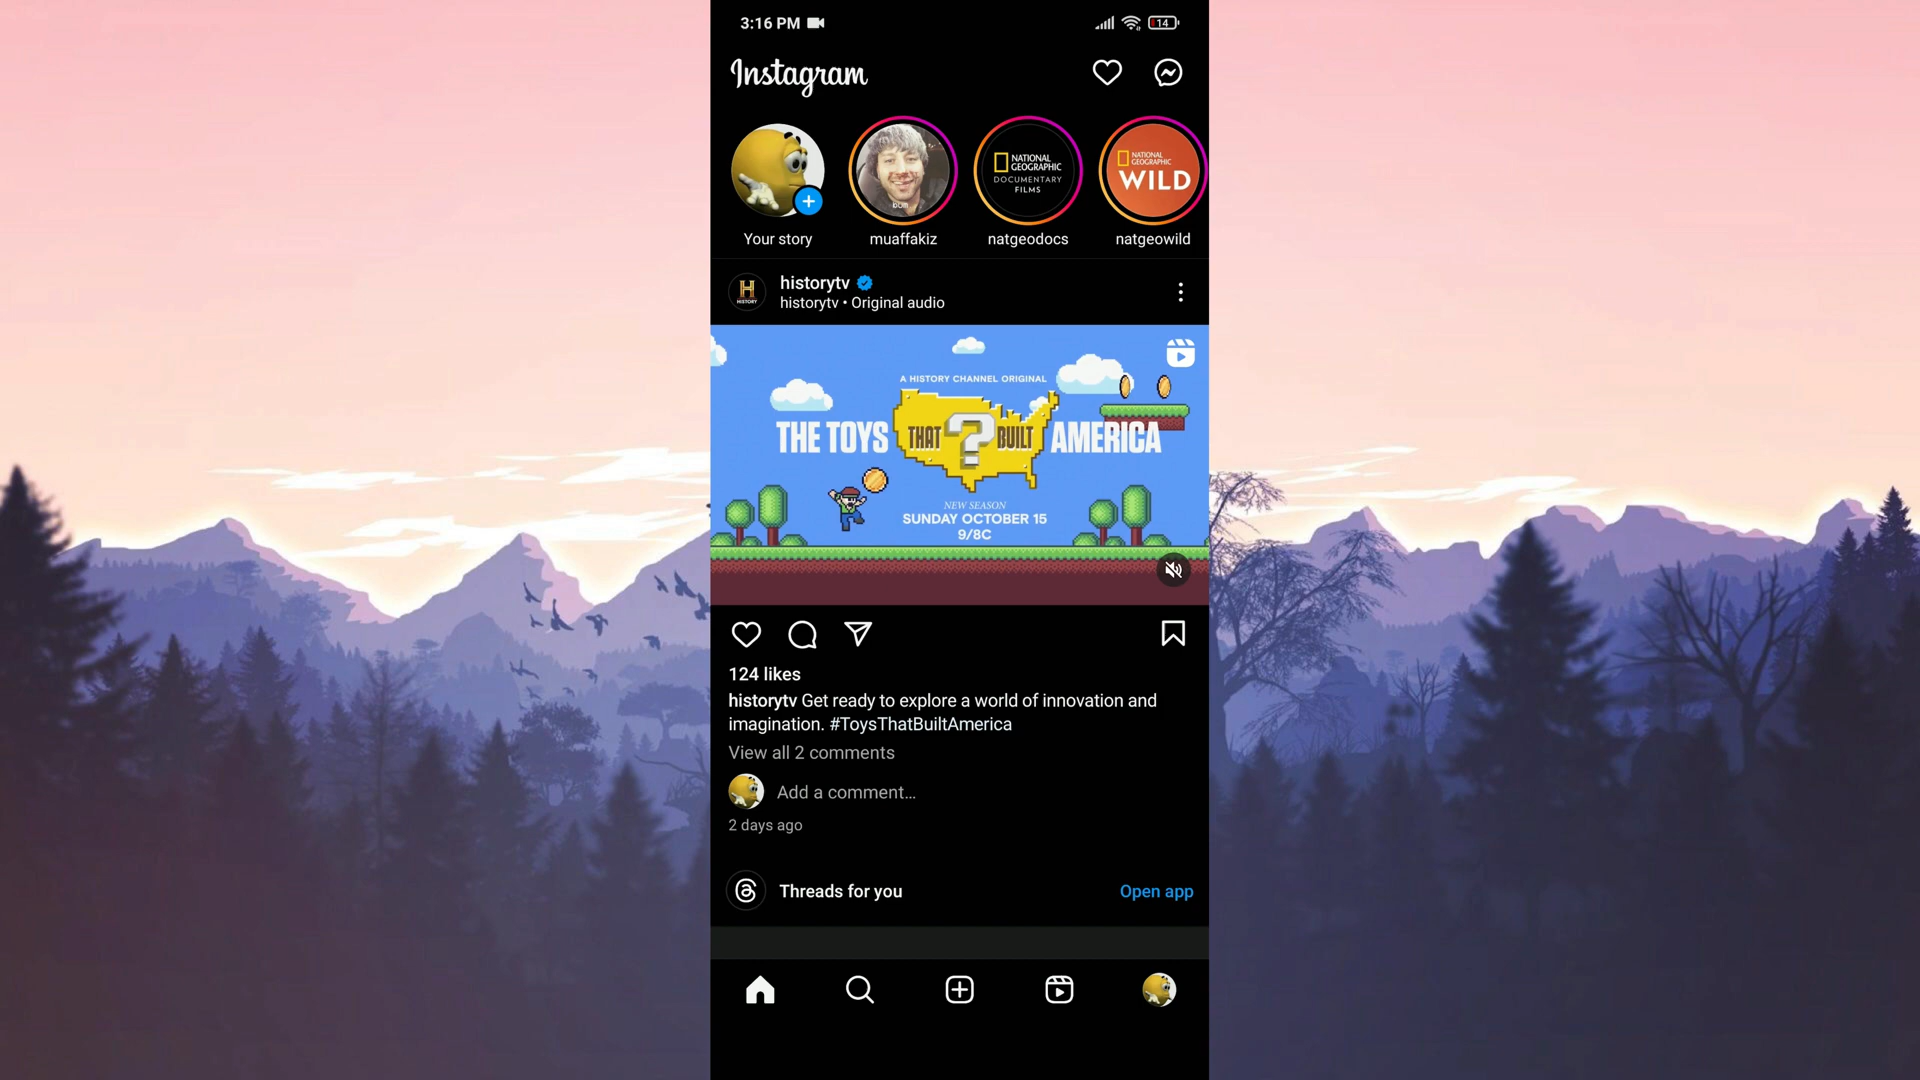 3:16 PM
14
Instagram
NATIONAL
GEOGRAPHIC
DOCUMENTARY
FILMS
NATIONAL
GEOGRAPHIC
WILD
Your story
muaffakiz
natgeodocs
natgeowild
H
HISTORY
historytv
historytv • Original audio
A HISTORY CHANNEL ORIGINAL
THE TOYS THAT ? BUILT AMERICA
NEW SEASON
SUNDAY OCTOBER 15
9/8C
124 likes
historytv Get ready to explore a world of innovation and
imagination. #ToysThatBuiltAmerica
View all 2 comments
Add a comment...
2 days ago
Threads for you
Open app